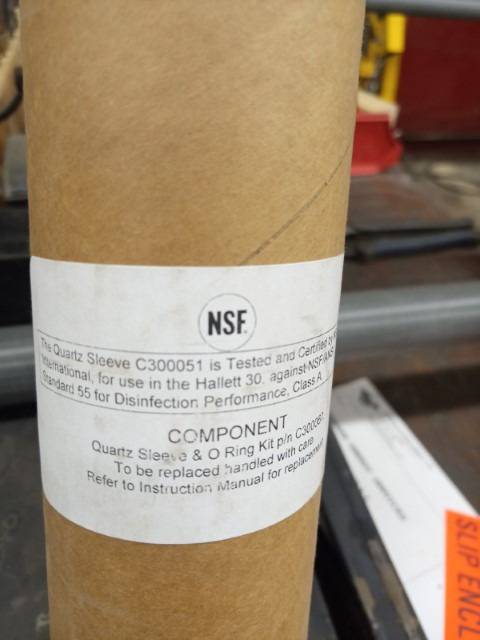 NSF
The Quartz Sleeve C300051 is Tested and Certified by
International, for use in the Hallett 30, against NSF/ANSI
Standard 55 for Disinfection Performance, Class A
COMPONENT
Quartz Sleeve & O Ring Kit p/n
To be replaced handled with care
Refer to Instruction Manual for replacement
SLIP ENCL